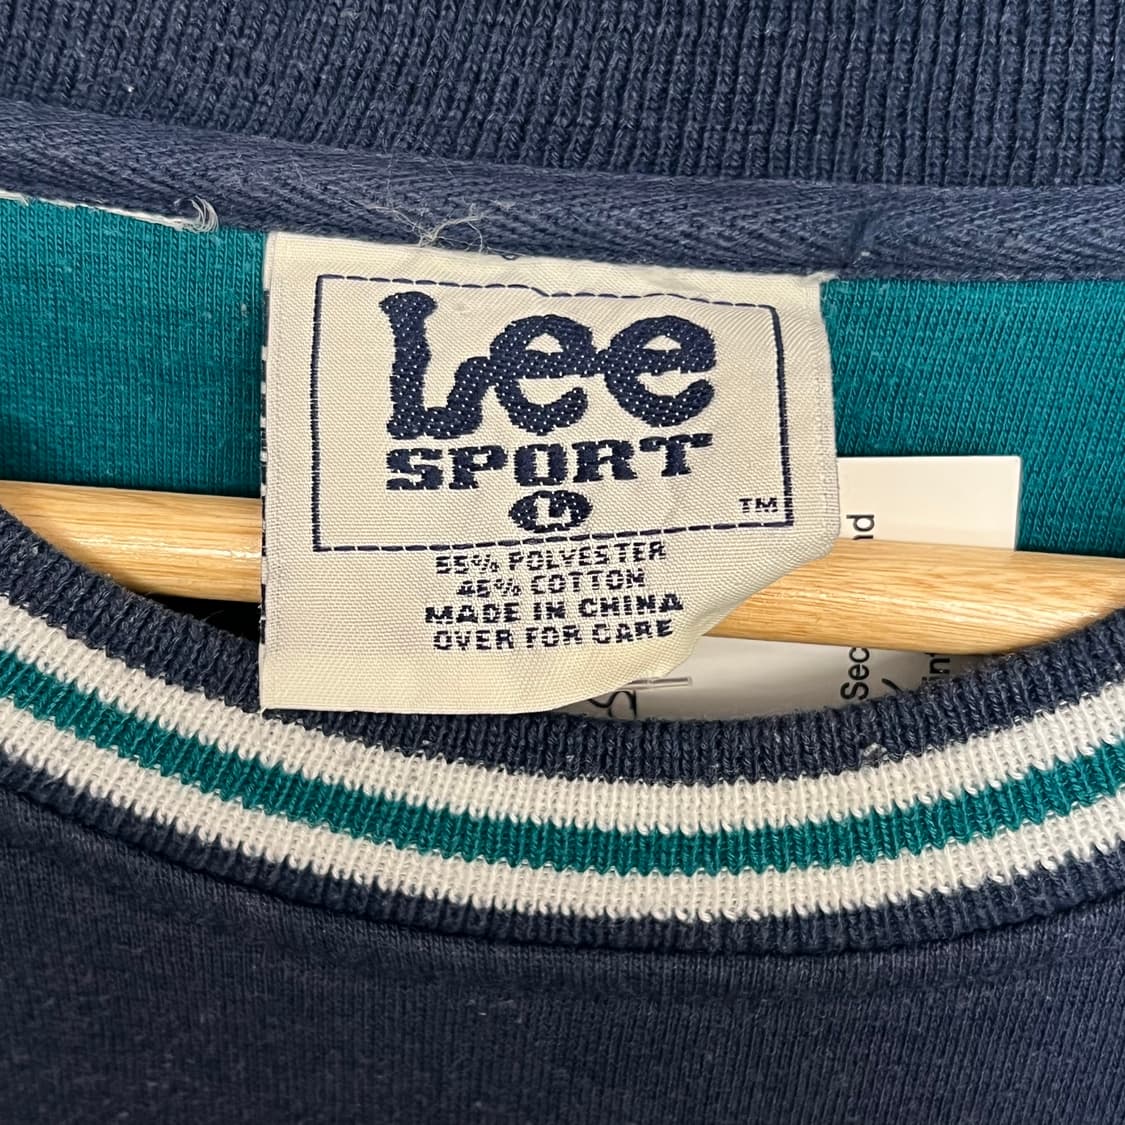 Lee
SPORT
L
TM
55% POLYESTER
45% COTTON
MADE IN CHINA
OVER FOR CARE